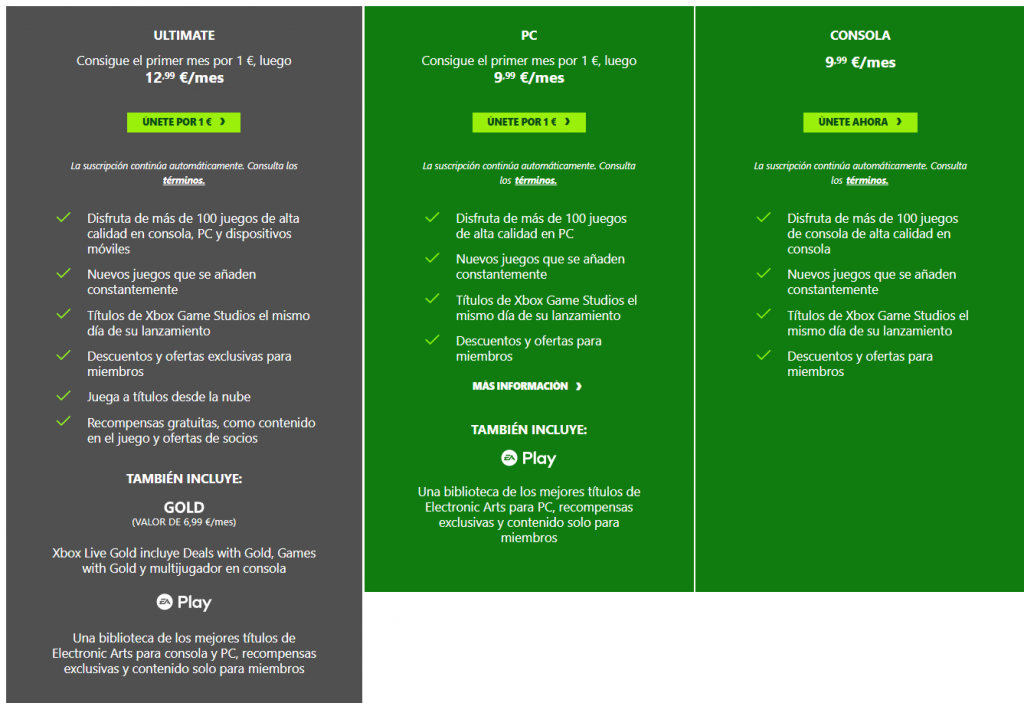 ULTIMATE
Consigue el primer mes por 1 €, luego
12,99 €/mes
ÚNETE POR 1 € ❯
La suscripción continúa automáticamente. Consulta los
términos.
Disfruta de más de 100 juegos de alta
calidad en consola, PC y dispositivos
móviles
Nuevos juegos que se añaden
constantemente
Títulos de Xbox Game Studios el mismo
día de su lanzamiento
Descuentos y ofertas exclusivas para
miembros
Juega a títulos desde la nube
Recompensas gratuitas, como contenido
en el juego y ofertas de socios
TAMBIÉN INCLUYE:
GOLD
(VALOR DE 6,99 €/mes)
Xbox Live Gold incluye Deals with Gold, Games
with Gold y multijugador en consola
EA Play
Una biblioteca de los mejores títulos de
Electronic Arts para consola y PC, recompensas
exclusivas y contenido solo para miembros
PC
Consigue el primer mes por 1 €, luego
9,99 €/mes
ÚNETE POR 1 € ❯
La suscripción continúa automáticamente. Consulta
los términos.
Disfruta de más de 100 juegos
de alta calidad en PC
Nuevos juegos que se añaden
constantemente
Títulos de Xbox Game Studios el
mismo día de su lanzamiento
Descuentos y ofertas para
miembros
MÁS INFORMACIÓN ❯
TAMBIÉN INCLUYE:
EA Play
Una biblioteca de los mejores títulos de
Electronic Arts para PC, recompensas
exclusivas y contenido solo para
miembros
CONSOLA
9,99 €/mes
ÚNETE AHORA ❯
La suscripción continúa automáticamente. Consulta
los términos.
Disfruta de más de 100 juegos
de consola de alta calidad en
consola
Nuevos juegos que se añaden
constantemente
Títulos de Xbox Game Studios el
mismo día de su lanzamiento
Descuentos y ofertas para
miembros